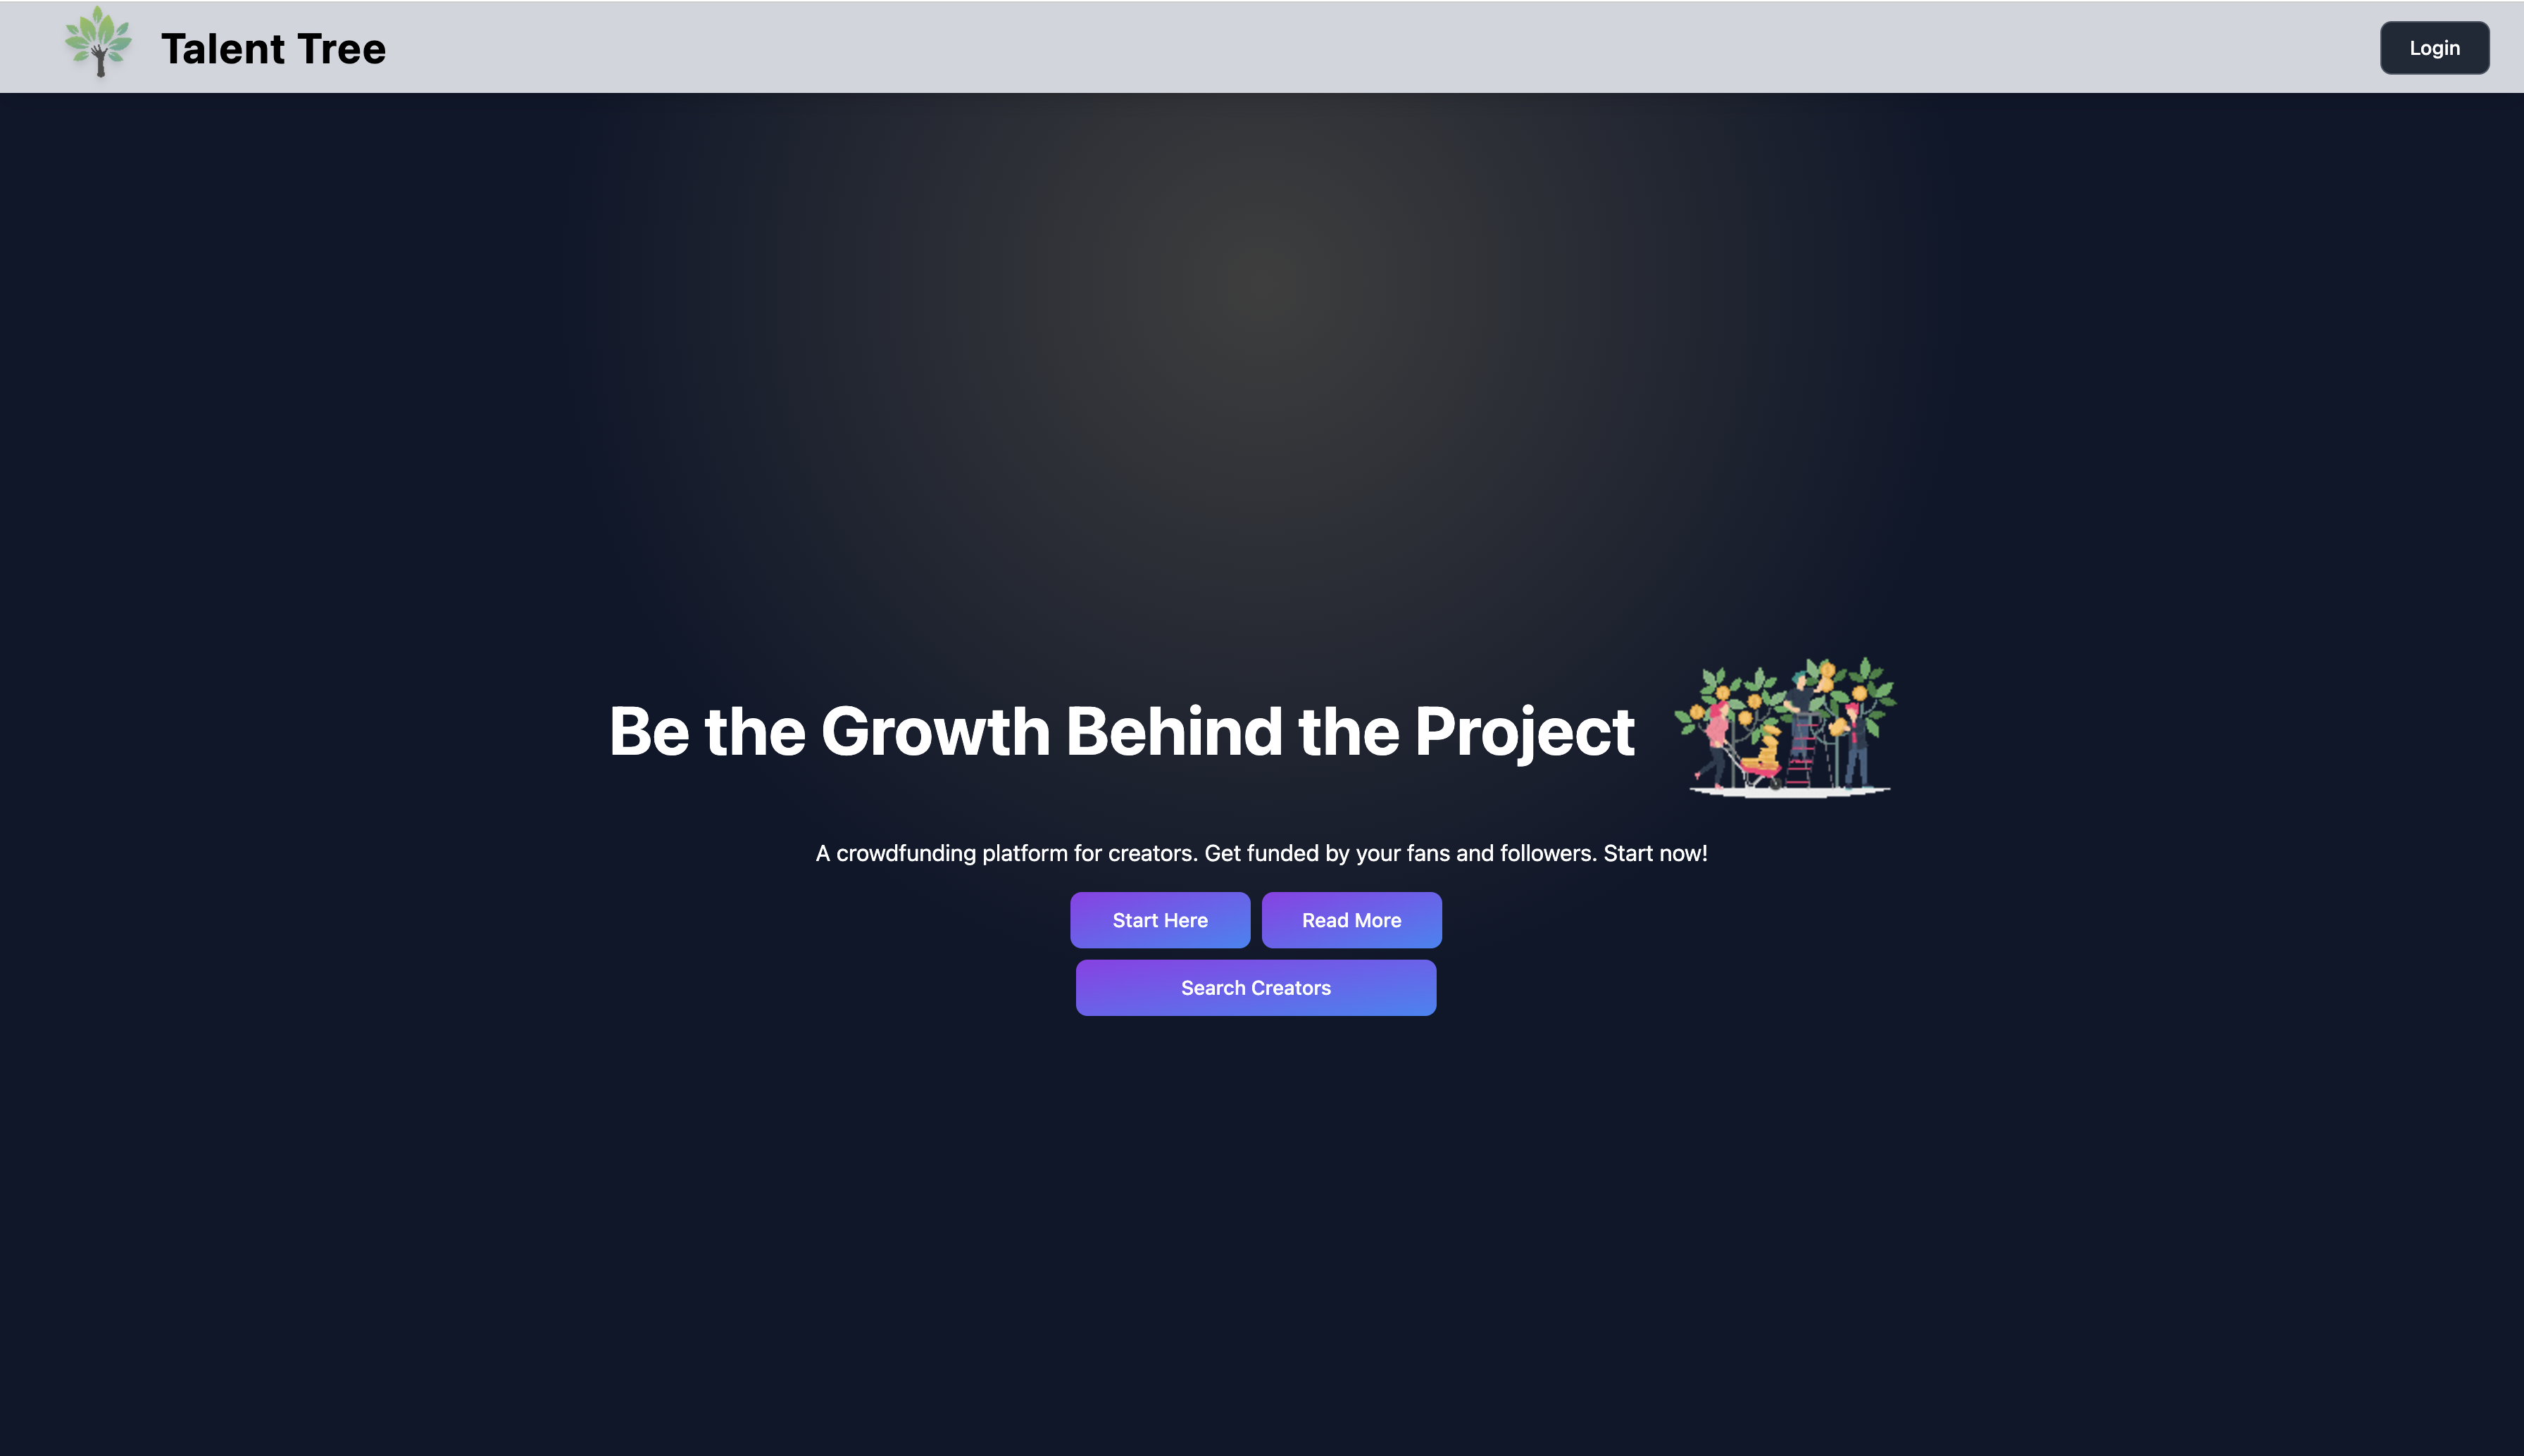 Talent Tree
Login
Be the Growth Behind the Project
A crowdfunding platform for creators. Get funded by your fans and followers. Start now!
Start Here
Read More
Search Creators